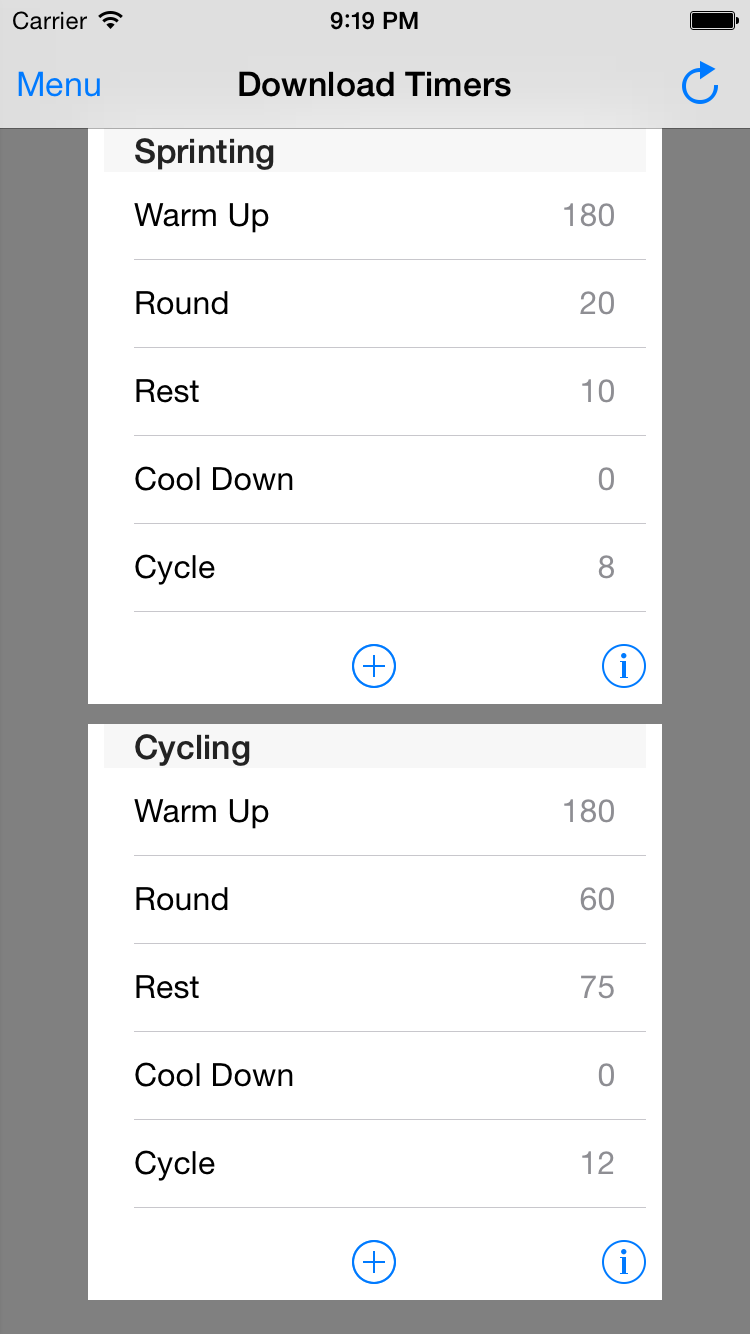 Carrier 9:19 PM
Menu Download Timers
Sprinting
Warm Up 180
Round 20
Rest 10
Cool Down 0
Cycle 8
Cycling
Warm Up 180
Round 60
Rest 75
Cool Down 0
Cycle 12